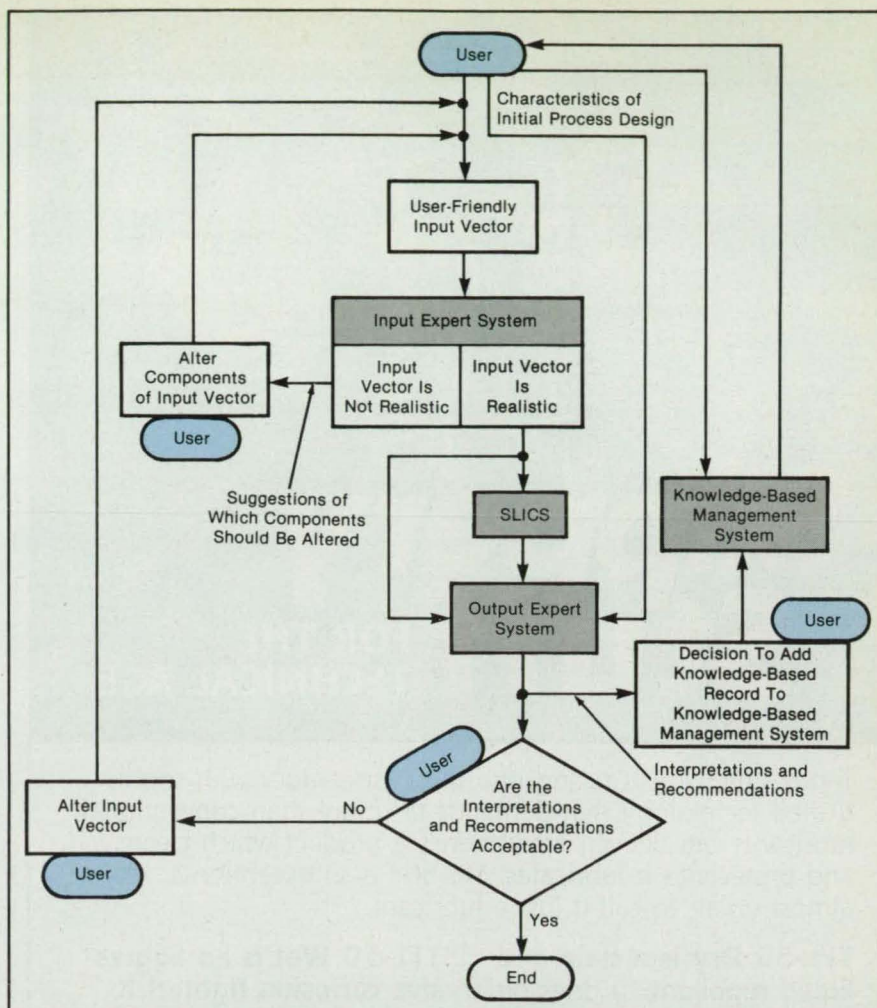 User
Characteristics of
Initial Process Design
User-Friendly
Input Vector
Input Expert System
Input
Vector Is
Not Realistic
Input Vector
Is
Realistic
Alter
Components
of Input Vector
User
Suggestions of
Which Components
Should Be Altered
SLICS
Knowledge-Based
Management
System
Output Expert
System
User
Decision To Add
Knowledge-Based
Record To
Knowledge-Based
Management System
Interpretations and
Recommendations
User
Are the
Interpretations
and Recommendations
Acceptable?
No
Alter Input
Vector
User
Yes
End